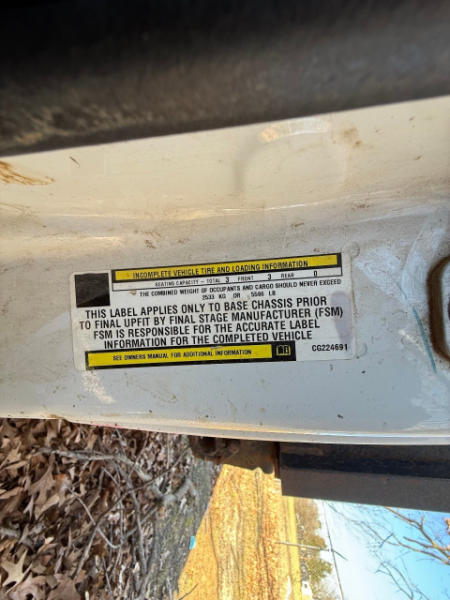 INCOMPLETE VEHICLE TIRE AND LOADING INFORMATION
SEATING CAPACITY - TOTAL 3 FRONT 3 REAR 0
THE COMBINED WEIGHT OF OCCUPANTS AND CARGO SHOULD NEVER EXCEED
2533 KG OR LB
THIS LABEL APPLIES ONLY TO BASE CHASSIS PRIOR
TO FINAL UPFIT BY FINAL STAGE MANUFACTURER (FSM)
FSM IS RESPONSIBLE FOR THE ACCURATE LABEL
INFORMATION FOR THE COMPLETED VEHICLE
SEE OWNERS MANUAL FOR ADDITIONAL INFORMATION
CG224691